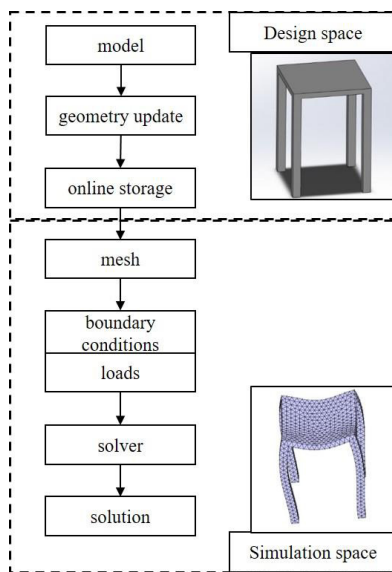 Design space
model
geometry update
online storage
mesh
boundary
conditions
loads
solver
solution
Simulation space